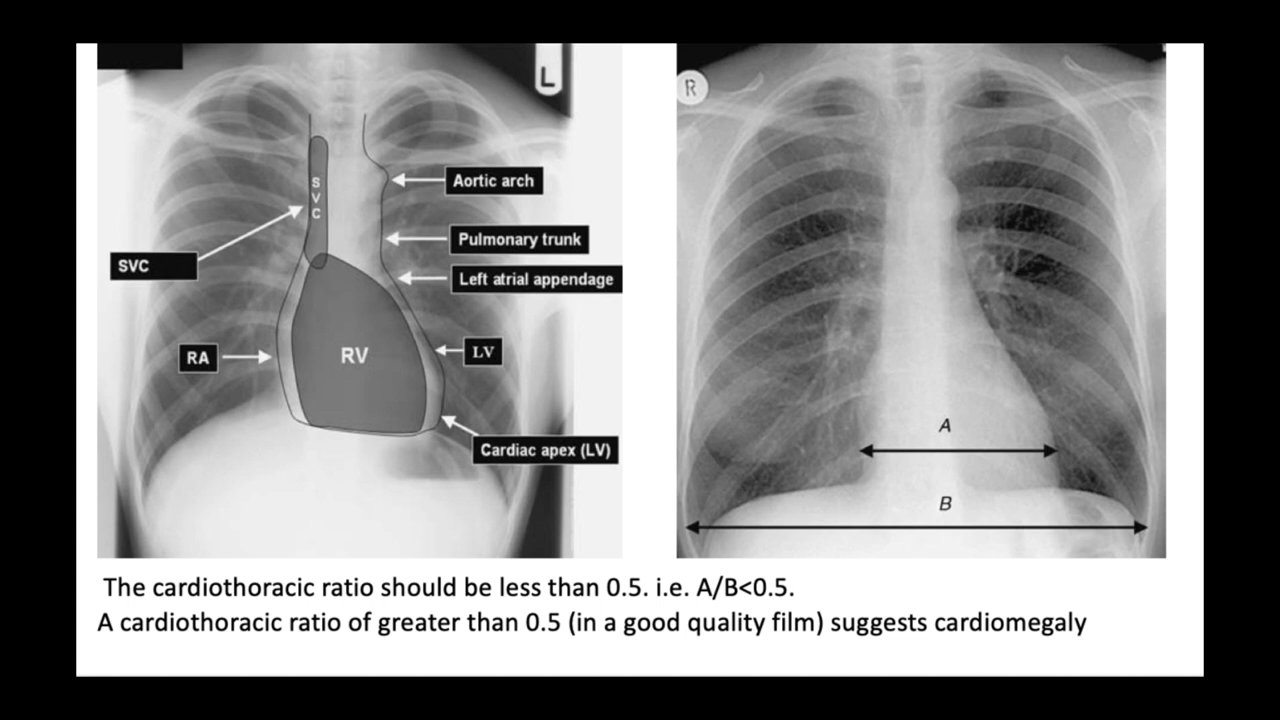 L
SVC
Aortic arch
Pulmonary trunk
SVC
Left atrial appendage
RA
RV
LV
Cardiac apex (LV)
R
A
B
The cardiothoracic ratio should be less than 0.5. i.e. A/B<0.5.
A cardiothoracic ratio of greater than 0.5 (in a good quality film) suggests cardiomegaly